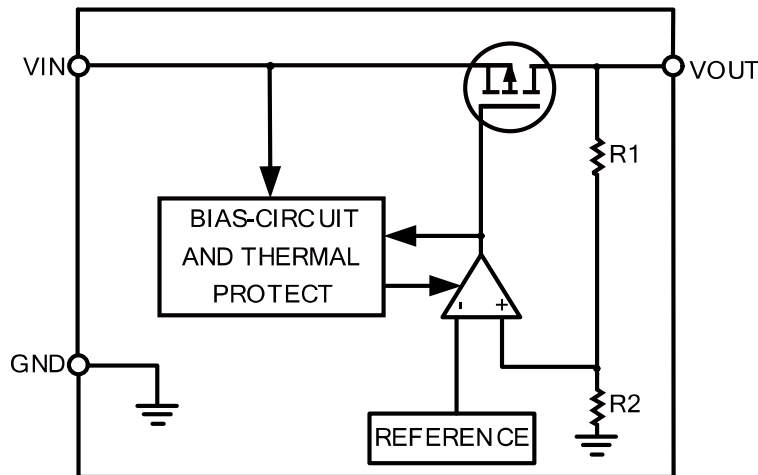 VIN
VOUT
R1
BIAS-CIRCUIT
AND THERMAL
PROTECT
- +
GND
R2
REFERENCE